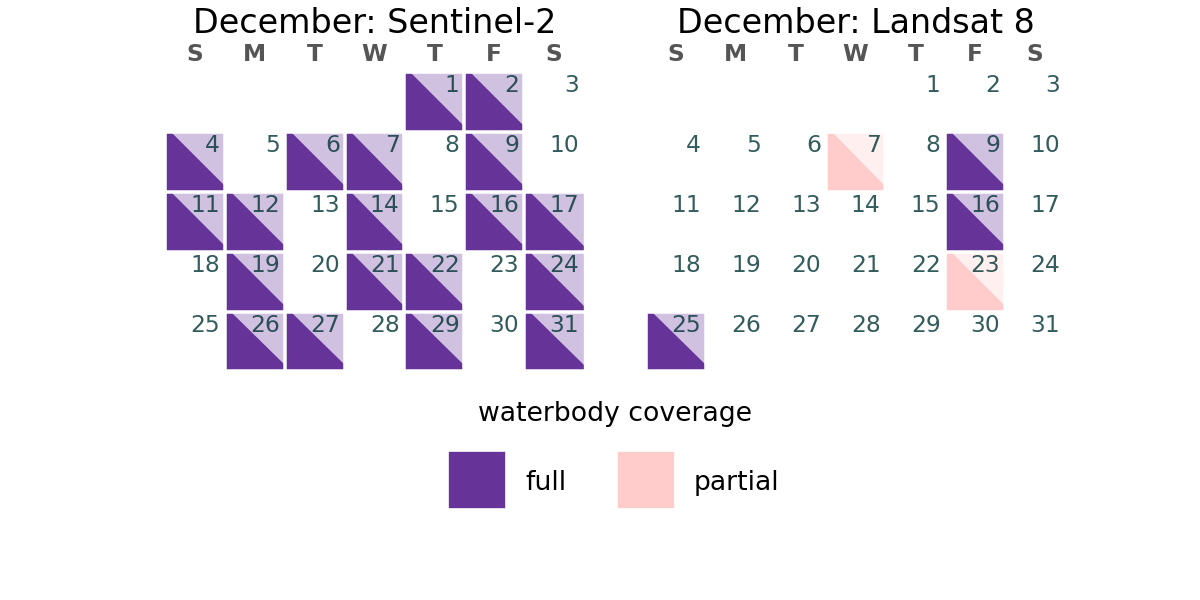 December: Sentinel-2
S M T W T F S
1 2 3
4 5 6 7 8 9 10
11 12 13 14 15 16 17
18 19 20 21 22 23 24
25 26 27 28 29 30 31
December: Landsat 8
S M T W T F S
1 2 3
4 5 6 7 8 9 10
11 12 13 14 15 16 17
18 19 20 21 22 23 24
25 26 27 28 29 30 31
waterbody coverage
full partial